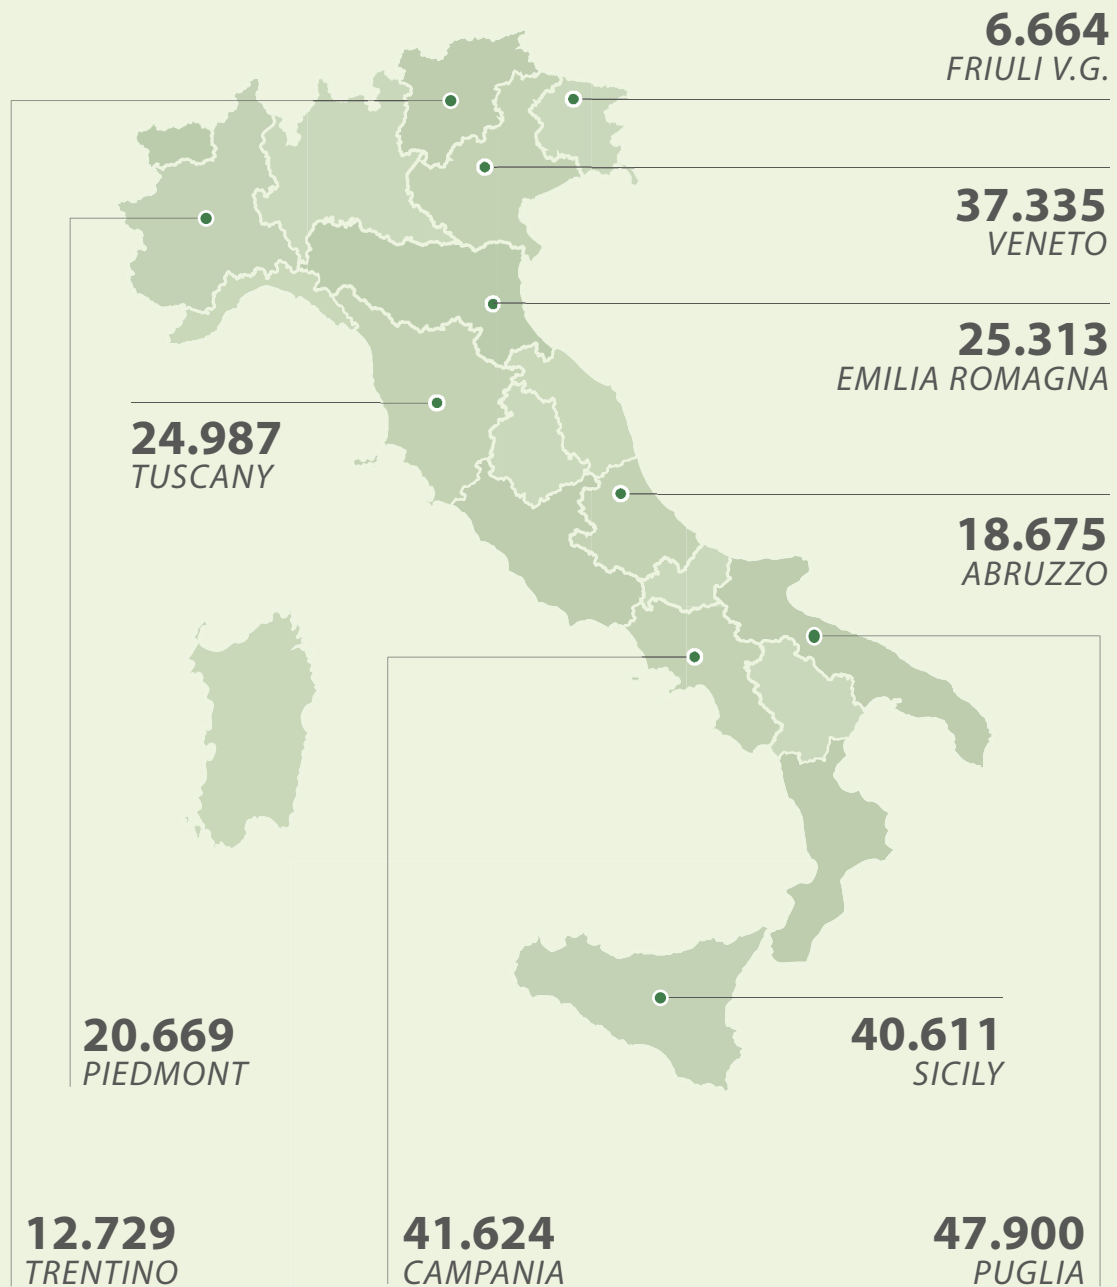 6.664
FRIULI V.G.
37.335
VENETO
25.313
EMILIA ROMAGNA
24.987
TUSCANY
18.675
ABRUZZO
20.669
PIEDMONT
40.611
SICILY
12.729
TRENTINO
41.624
CAMPANIA
47.900
PUGLIA